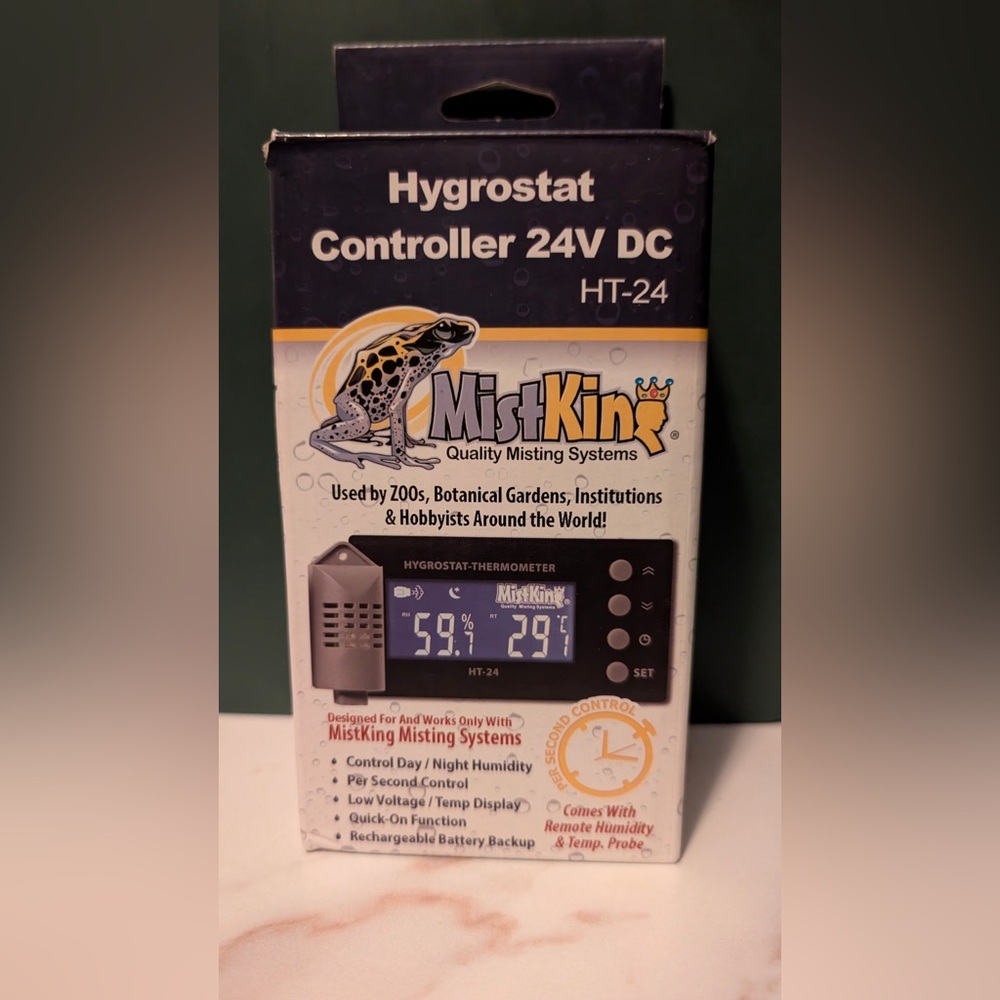 Hygrostat
Controller 24V DC
HT-24
MistKing®
Quality Misting Systems
Used by ZOOs, Botanical Gardens, Institutions
& Hobbyists Around the World!
HYGROSTAT-THERMOMETER
MistKing®
Quality Misting Systems
RH 59.7% RT 29.1°C
HT-24
SET
Designed For And Works Only With
MistKing Misting Systems
Control Day / Night Humidity
Per Second Control
Low Voltage / Temp Display
Quick-On Function
Rechargeable Battery Backup
PER SECOND CONTROL
Comes With
Remote Humidity
& Temp. Probe